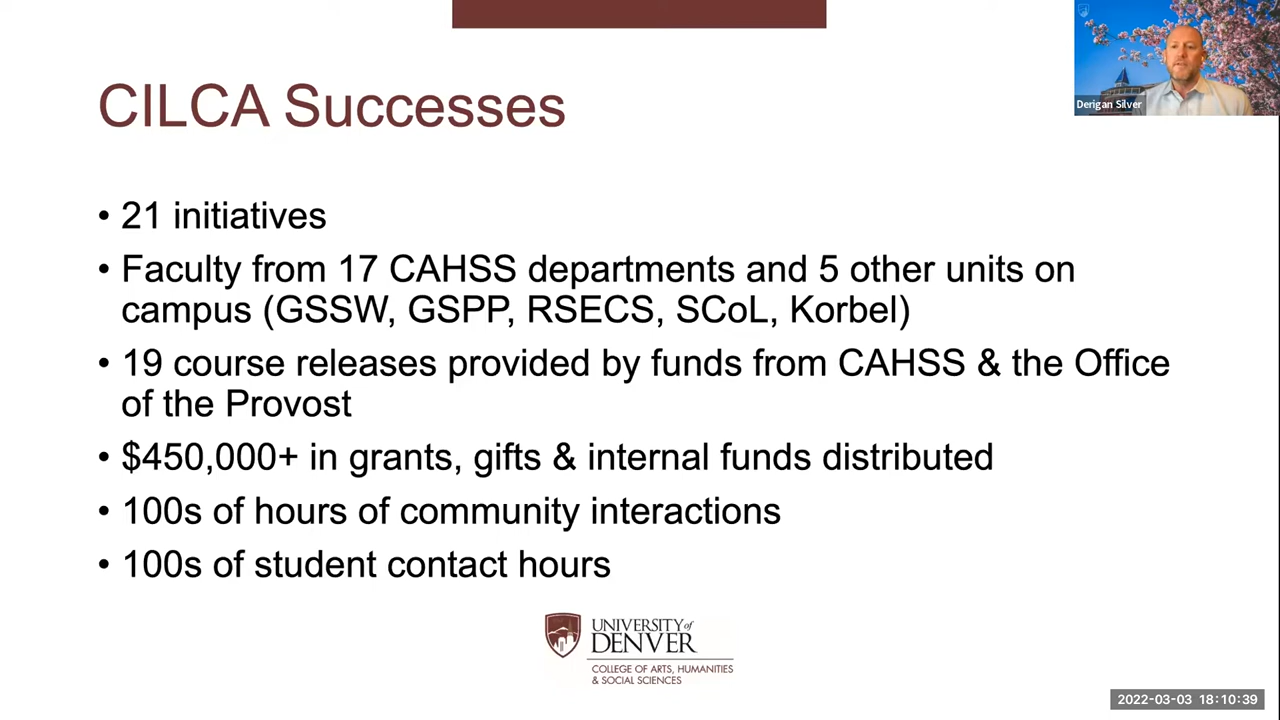 CILCA Successes
Derigan Silver
• 21 initiatives
• Faculty from 17 CAHSS departments and 5 other units on
campus (GSSW, GSPP, RSECS, SCoL, Korbel)
• 19 course releases provided by funds from CAHSS & the Office
of the Provost
• $450,000+ in grants, gifts & internal funds distributed
• 100s of hours of community interactions
• 100s of student contact hours
UNIVERSITY of
DENVER
COLLEGE OF ARTS, HUMANITIES
& SOCIAL SCIENCES
2022-03-03 18:10:39